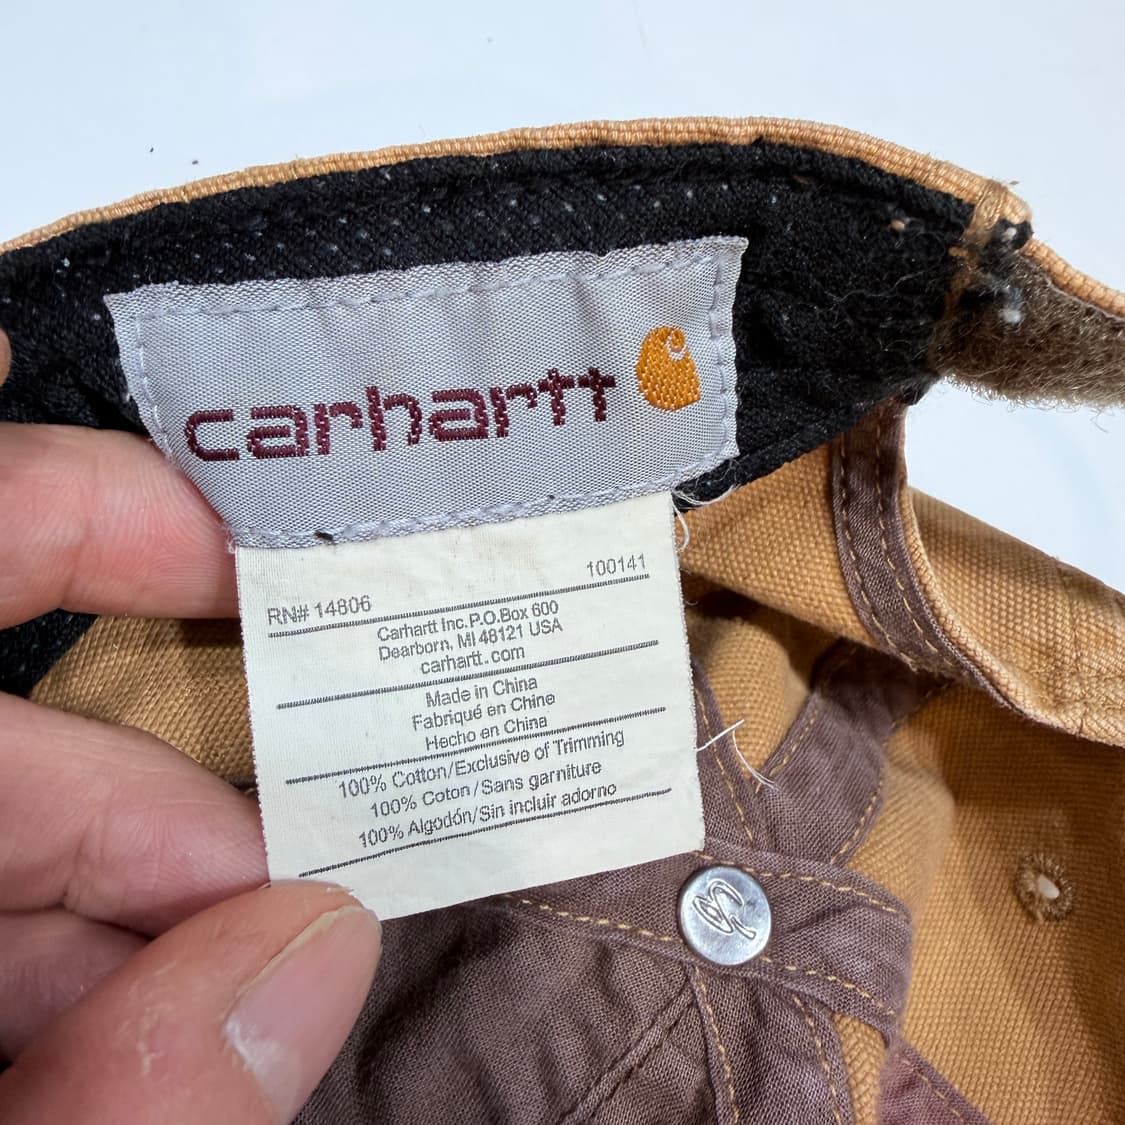 carhartt
RN# 14806
100141
Carhartt Inc.P.O.Box 600
Dearborn, MI 48121 USA
carhartt.com
Made in China
Fabriqué en Chine
Hecho en China
100% Cotton/Exclusive of Trimming
100% Coton/Sans garniture
100% Algodón/Sin incluir adorno